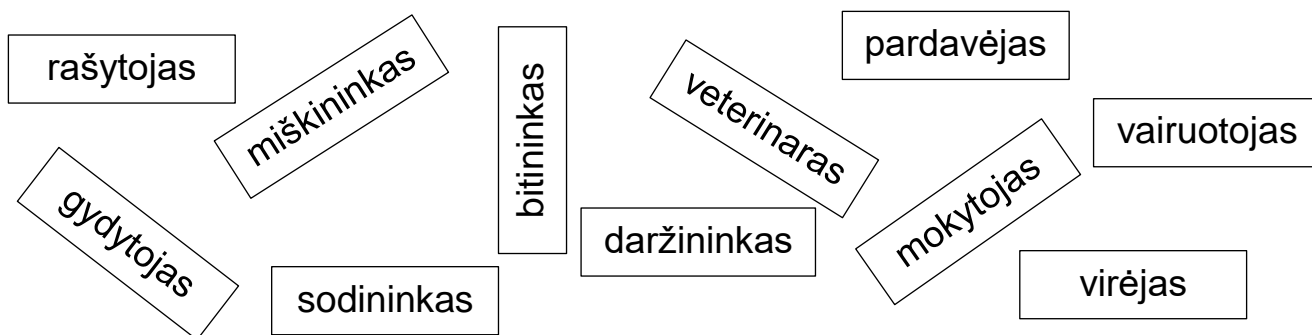 rašytojas
miškininkas
bitininkas
veterinaras
pardavėjas
vairuotojas
gydytojas
sodininkas
daržininkas
mokytojas
virėjas